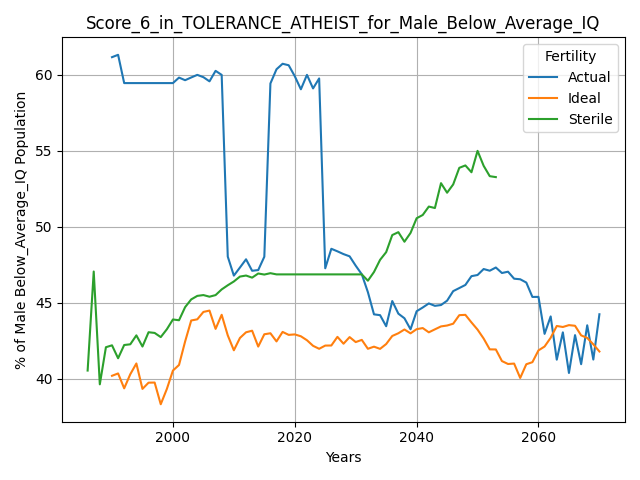 Score_6_in_TOLERANCE_ATHEIST_for_Male_Below_Average_IQ
% of Male Below_Average_IQ Population
60
55
50
45
40
Fertility
Actual
Ideal
Sterile
2000
2020
2040
2060
Years